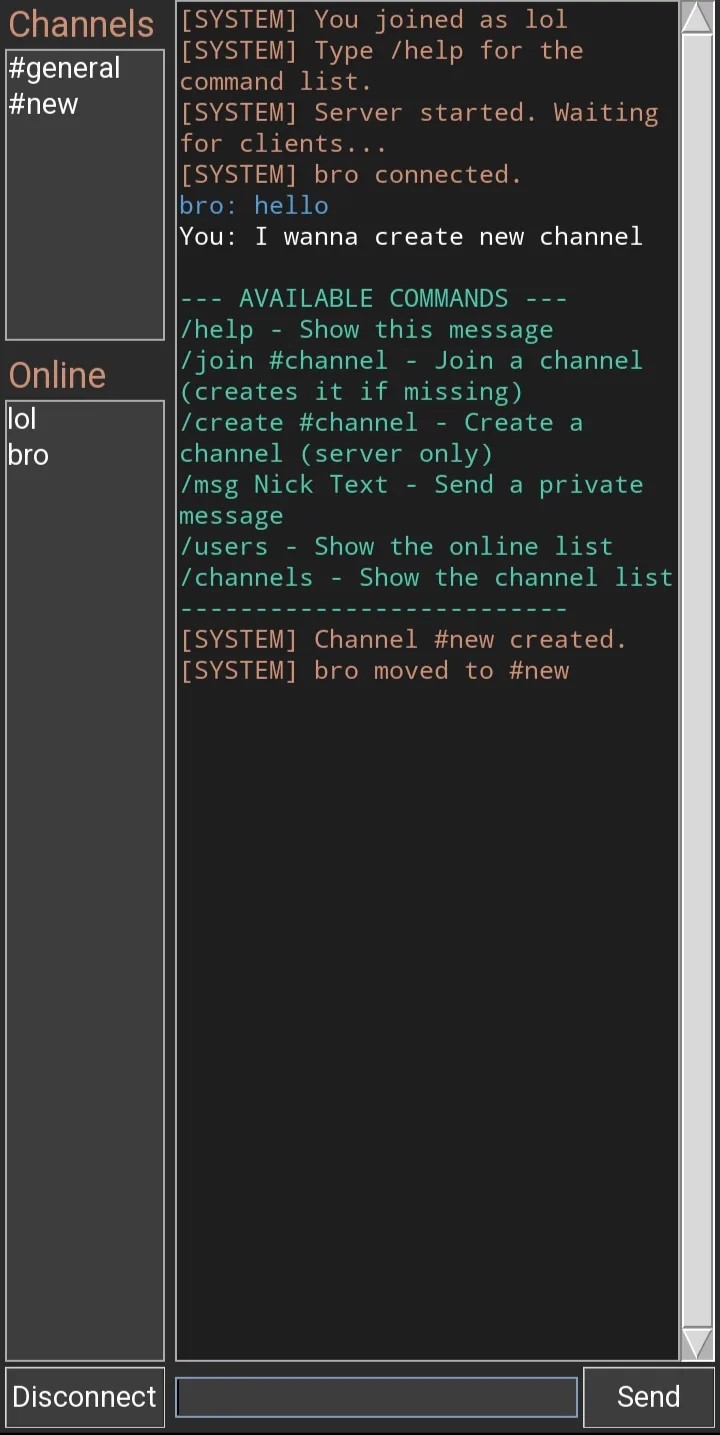 Channels
#general
#new
Online
lol
bro
Disconnect
[SYSTEM] You joined as lol
[SYSTEM] Type /help for the
command list.
[SYSTEM] Server started. Waiting
for clients...
[SYSTEM] bro connected.
bro: hello
You: I wanna create new channel
--- AVAILABLE COMMANDS ---
/help - Show this message
/join #channel - Join a channel
(creates it if missing)
/create #channel - Create a
channel (server only)
/msg Nick Text - Send a private
message
/users - Show the online list
/channels - Show the channel list
--------------------------
[SYSTEM] Channel #new created.
[SYSTEM] bro moved to #new
Send